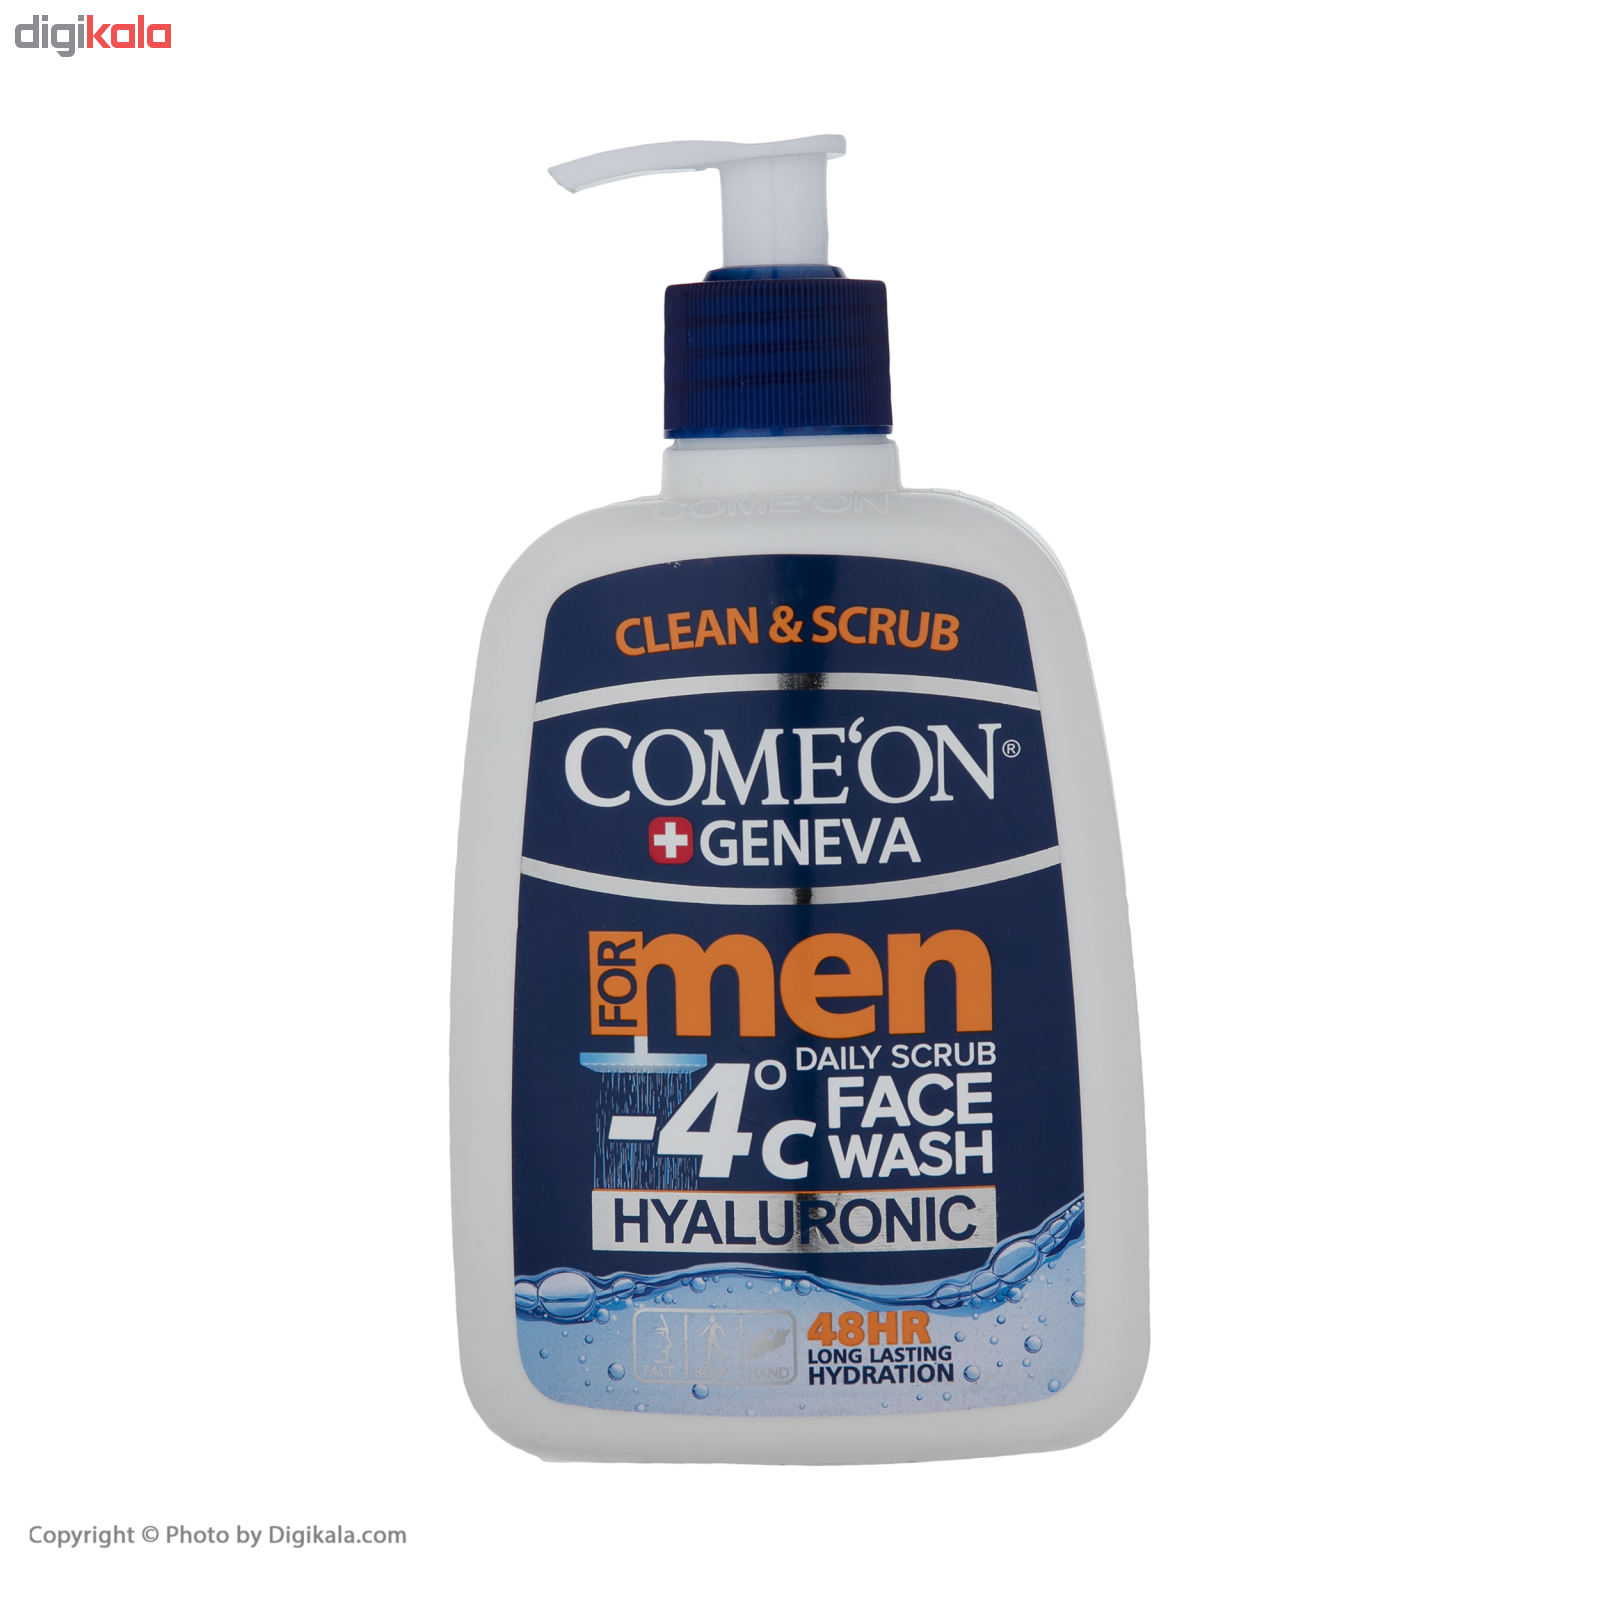 digikala
COME'ON
CLEAN & SCRUB
COME‘ON®
GENEVA
FOR men
DAILY SCRUB
-4°c FACE
WASH
HYALURONIC
48HR
LONG LASTING
HYDRATION
FACE BODY HAND
Copyright © Photo by Digikala.com